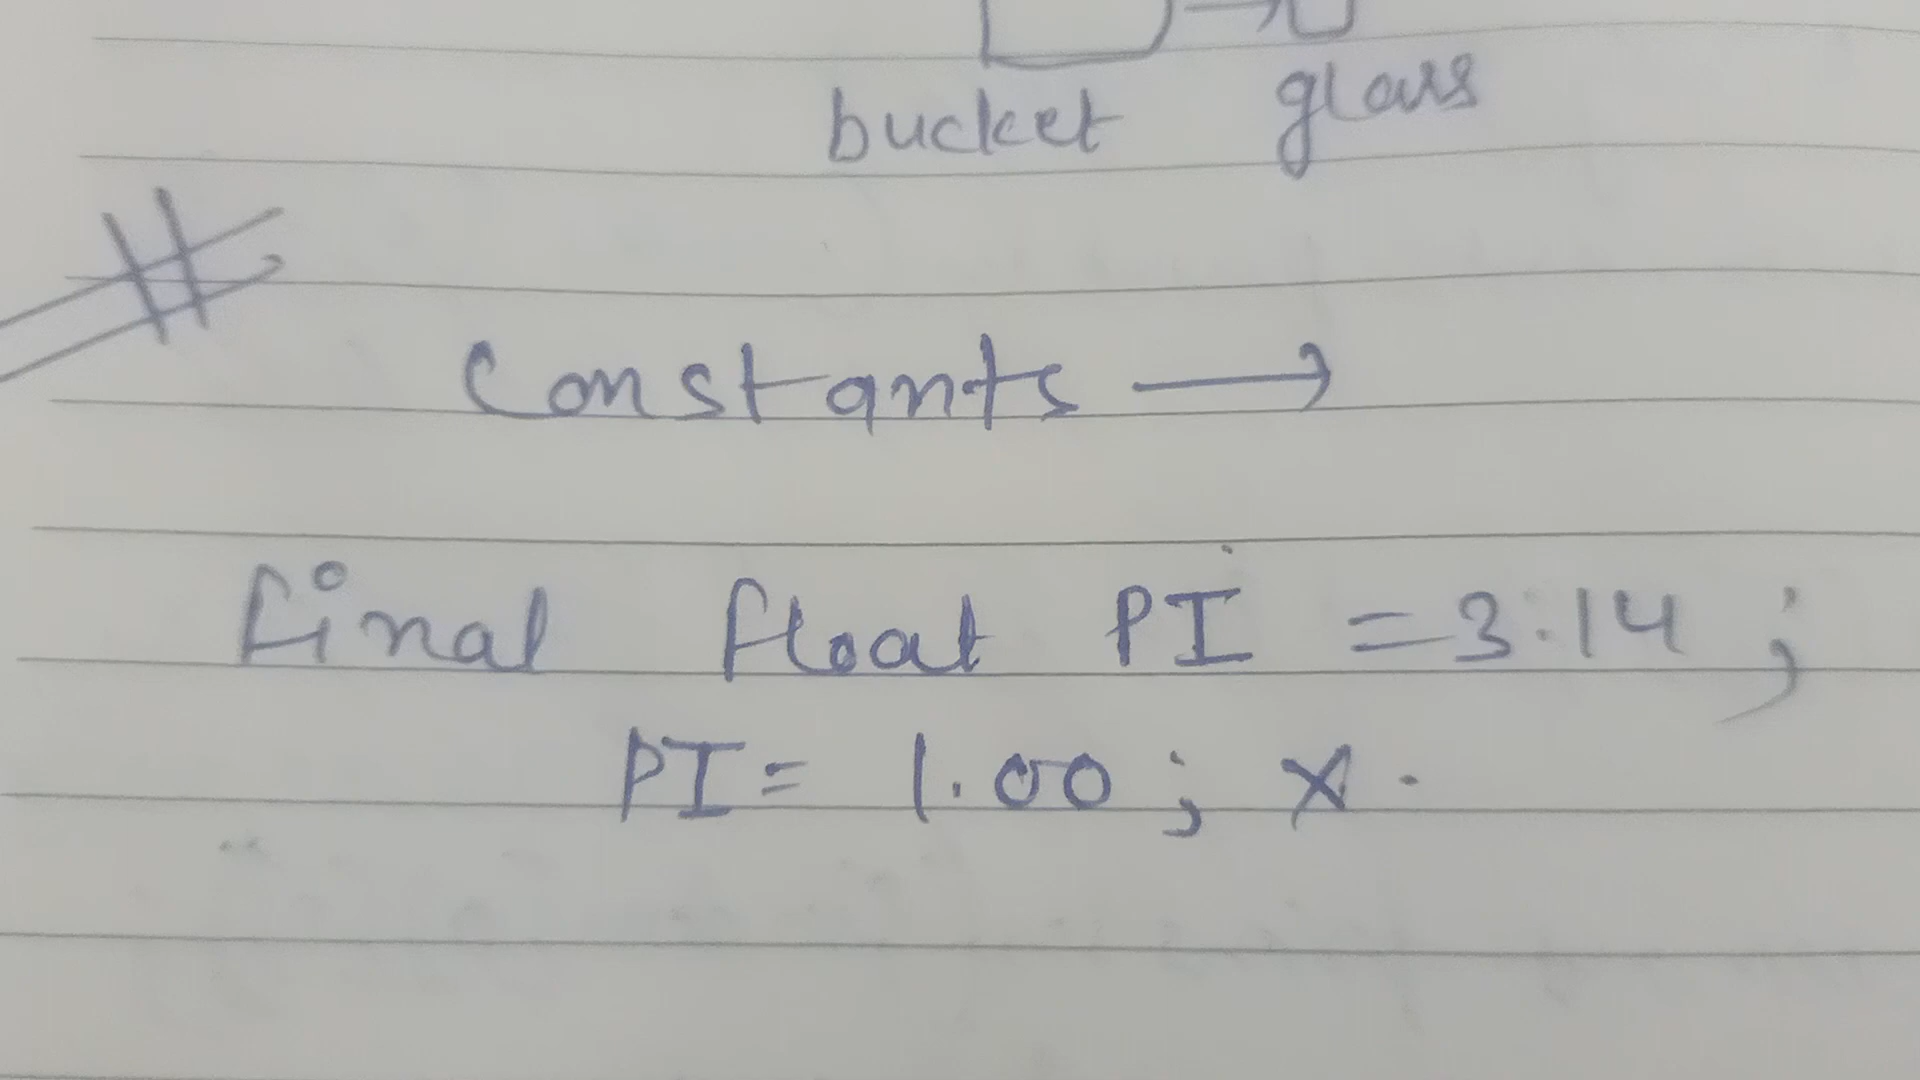 bucket glass
# Constants →
final float PI = 3.14 ;
PI = 1.00 ; x .